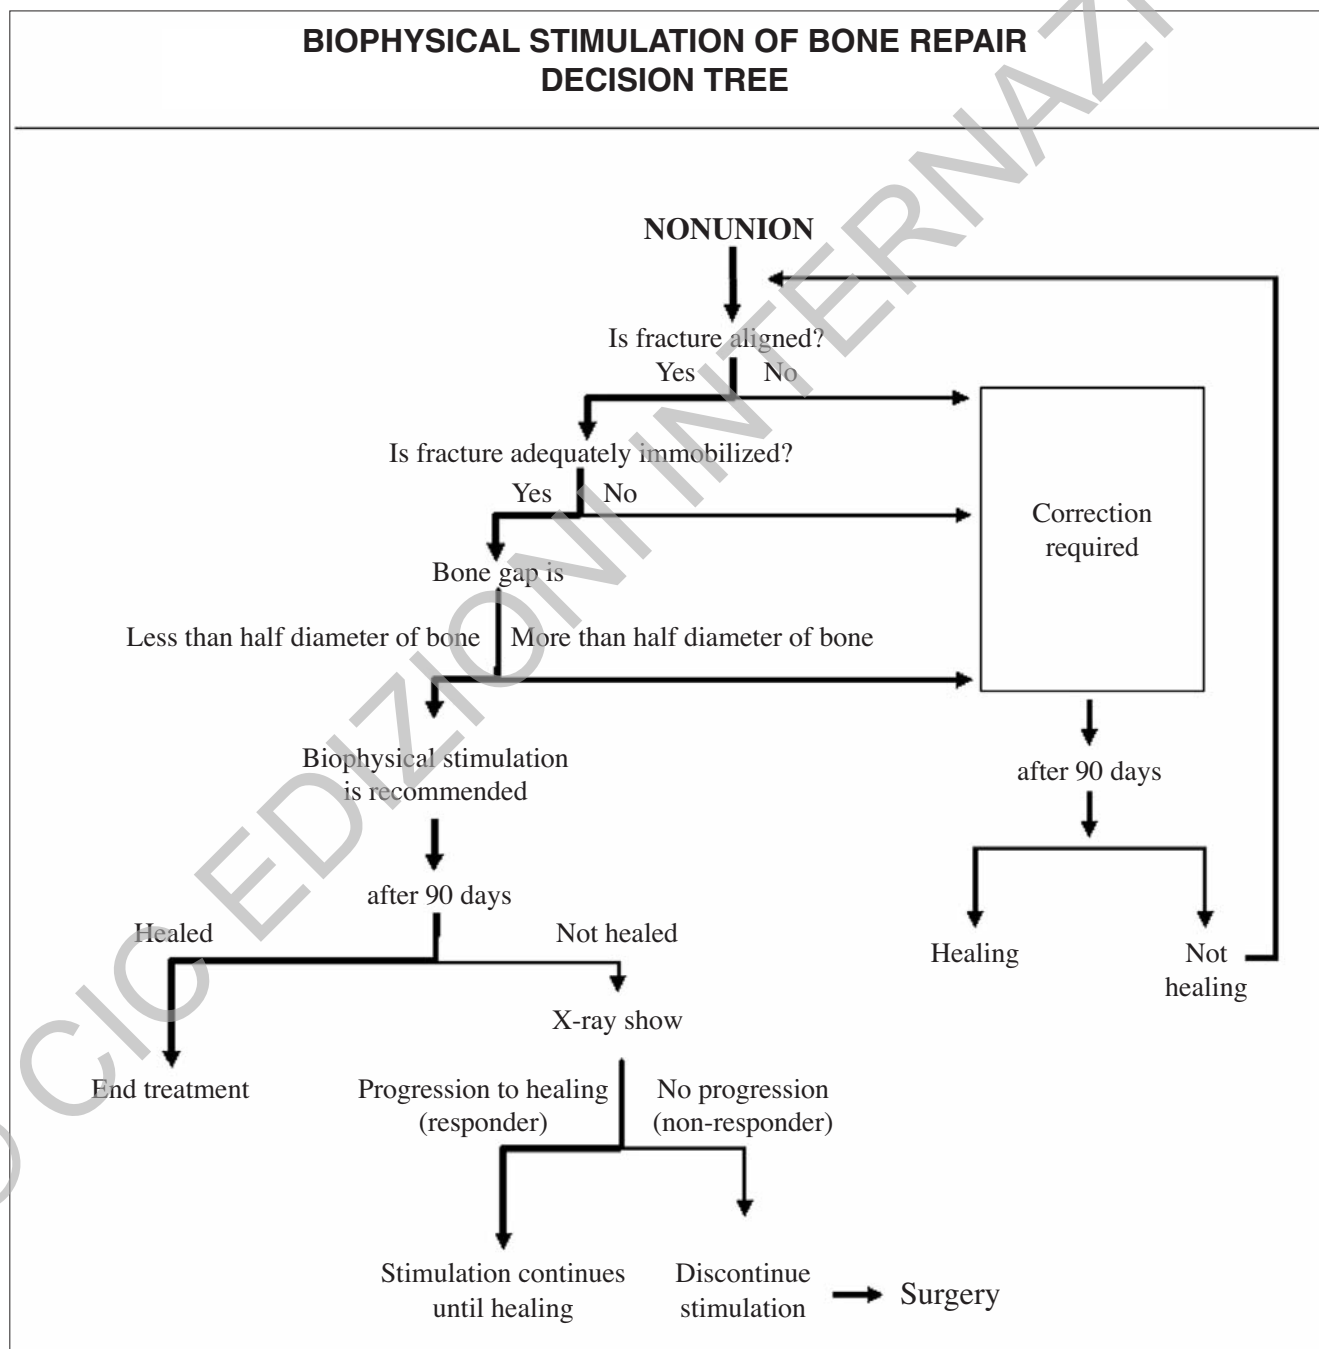 BIOPHYSICAL STIMULATION OF BONE REPAIR
DECISION TREE
NONUNION
Is fracture aligned?
Yes No
Is fracture adequately immobilized?
Yes No
Correction
required
Bone gap is
Less than half diameter of bone More than half diameter of bone
Biophysical stimulation
is recommended
after 90 days
after 90 days
Healed Not healed
Healing
Not
healing
X-ray show
End treatment
Progression to healing
(responder)
No progression
(non-responder)
Stimulation continues
until healing
Discontinue
stimulation
Surgery
CIC EDIZIONI INTERNAZI